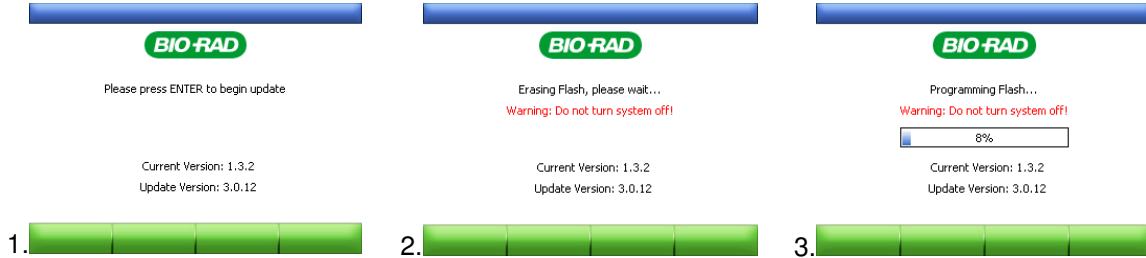 BIO-RAD
Please press ENTER to begin update
Current Version: 1.3.2
Update Version: 3.0.12
1.
BIO-RAD
Erasing Flash, please wait...
Warning: Do not turn system off!
Current Version: 1.3.2
Update Version: 3.0.12
2.
BIO-RAD
Programming Flash...
Warning: Do not turn system off!
8%
Current Version: 1.3.2
Update Version: 3.0.12
3.